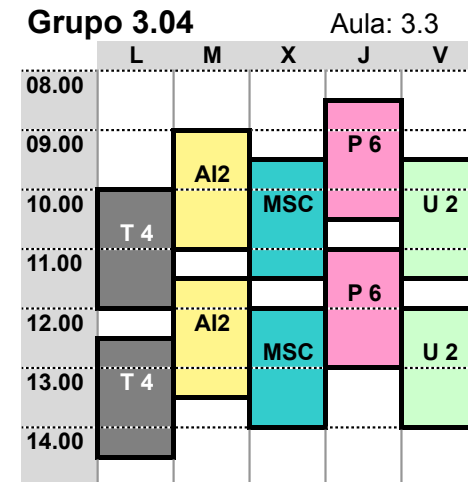 Grupo 3.04 Aula: 3.3
L M X J V
08.00
09.00 P 6
AI2
10.00 MSC U 2
T 4
11.00
P 6
12.00 AI2
MSC U 2
13.00 T 4
14.00